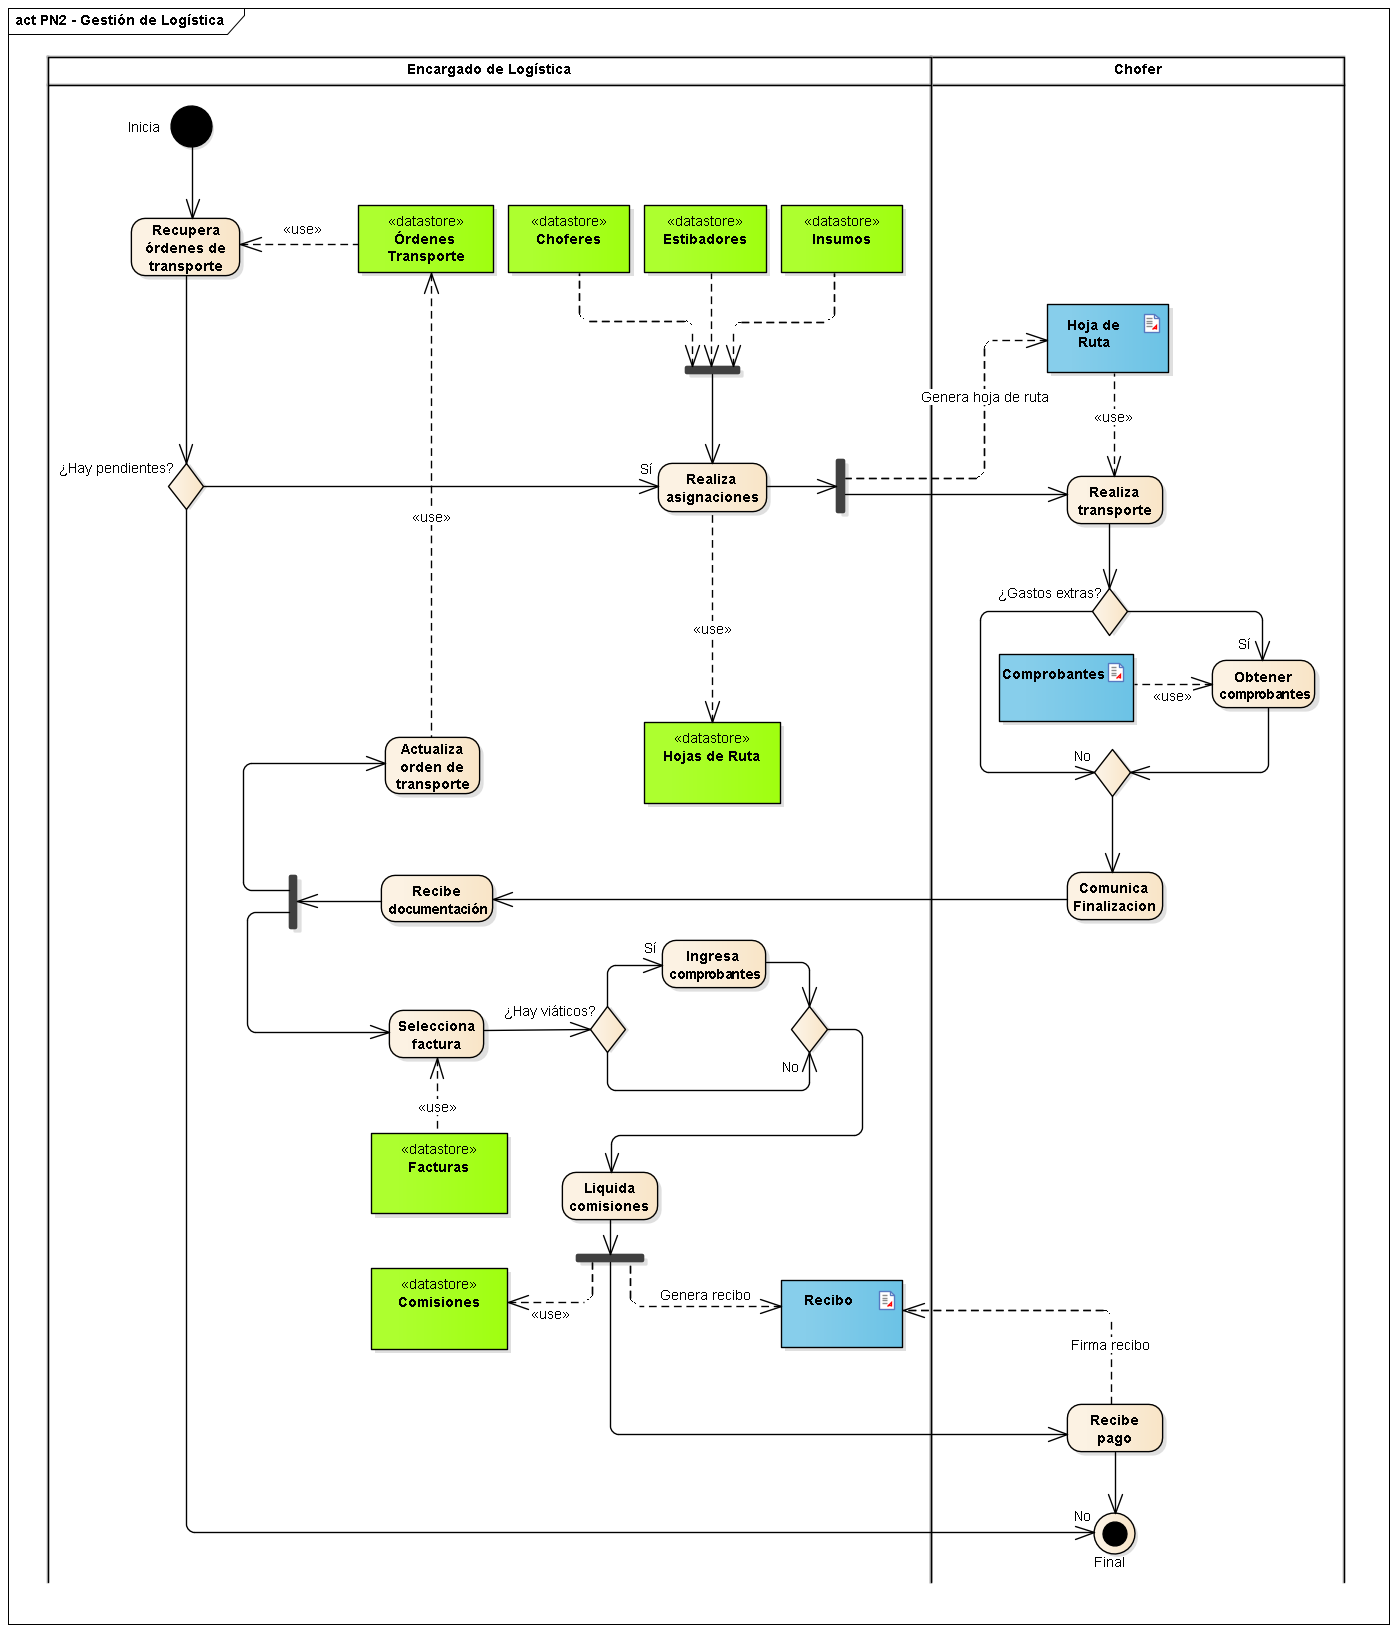 act PN2 - Gestión de Logística
Encargado de Logística
Chofer
Inicia
Recupera
órdenes de
transporte
«use»
«datastore»
Órdenes
Transporte
«datastore»
Choferes
«datastore»
Estibadores
«datastore»
Insumos
Hoja de
Ruta
Genera hoja de ruta
«use»
¿Hay pendientes?
Sí
Realiza
asignaciones
Realiza
transporte
«use»
¿Gastos extras?
«use»
Sí
Comprobantes
«use»
Obtener
comprobantes
«datastore»
Hojas de Ruta
Actualiza
orden de
transporte
No
Recibe
documentación
Comunica
Finalizacion
Sí
Ingresa
comprobantes
¿Hay viáticos?
Selecciona
factura
No
«use»
«datastore»
Facturas
Liquida
comisiones
«datastore»
Comisiones
«use»
Genera recibo
Recibo
Firma recibo
Recibe
pago
No
Final